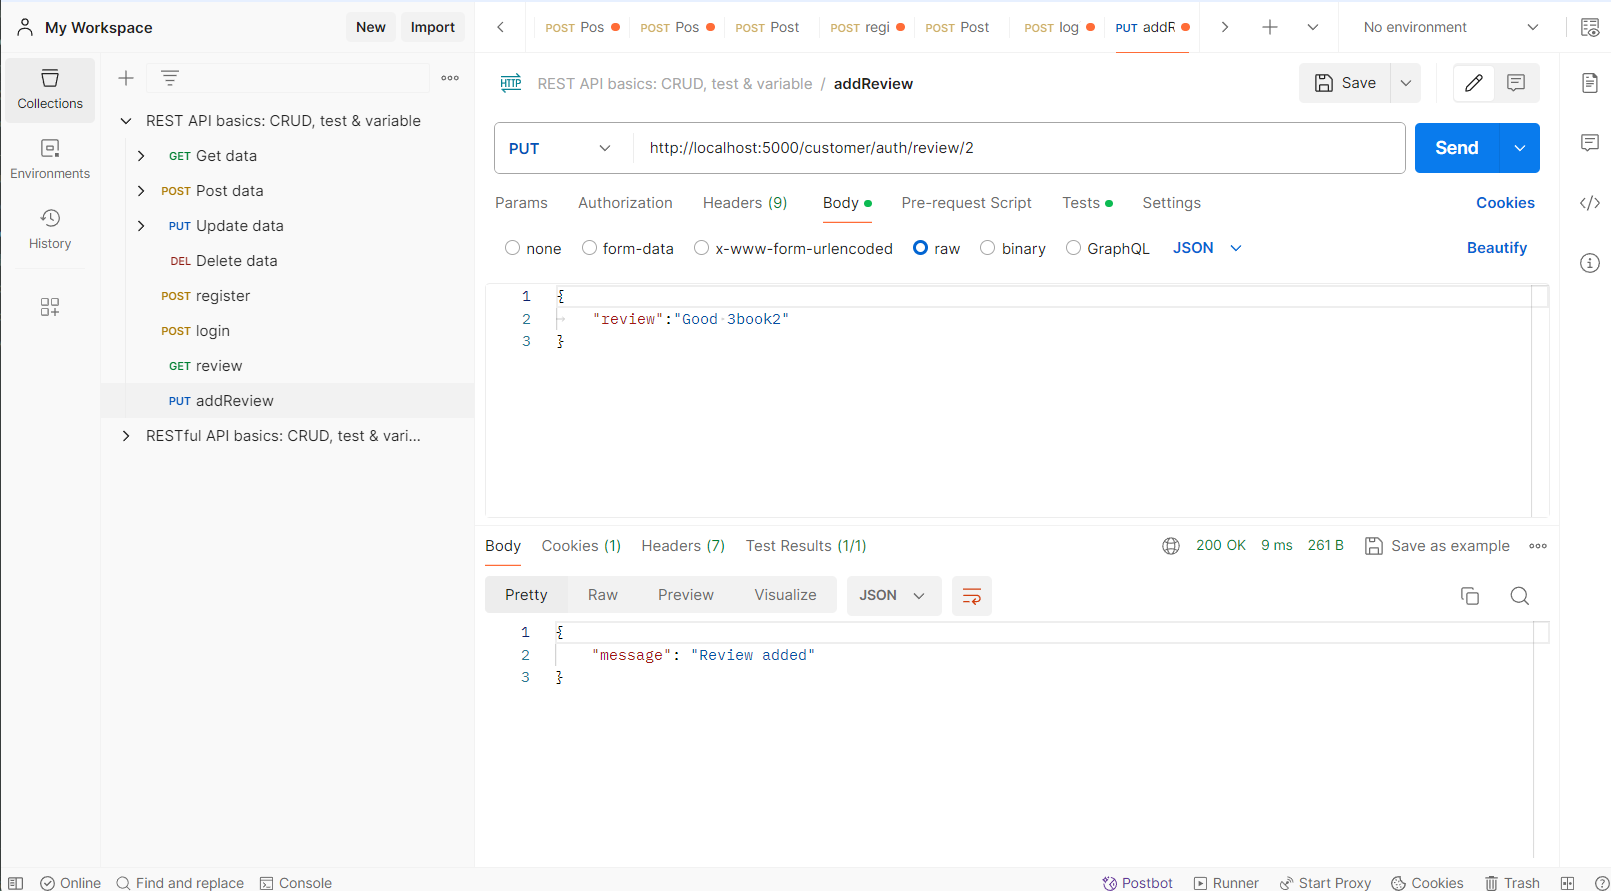 My Workspace
New
Import
POST Pos
POST Pos
POST Post
POST regi
POST Post
POST log
PUT addR
No environment
Collections
Environments
History
REST API basics: CRUD, test & variable
GET Get data
POST Post data
PUT Update data
DEL Delete data
POST register
POST login
GET review
PUT addReview
RESTful API basics: CRUD, test & vari...
HTTP REST API basics: CRUD, test & variable / addReview
Save
PUT
http://localhost:5000/customer/auth/review/2
Send
Params
Authorization
Headers (9)
Body
Pre-request Script
Tests
Settings
Cookies
none
form-data
x-www-form-urlencoded
raw
binary
GraphQL
JSON
Beautify
1 {
2 "review":"Good 3book2"
3 }
Body
Cookies (1)
Headers (7)
Test Results (1/1)
200 OK
9 ms
261 B
Save as example
Pretty
Raw
Preview
Visualize
JSON
1 {
2 "message": "Review added"
3 }
Online
Find and replace
Console
Postbot
Runner
Start Proxy
Cookies
Trash